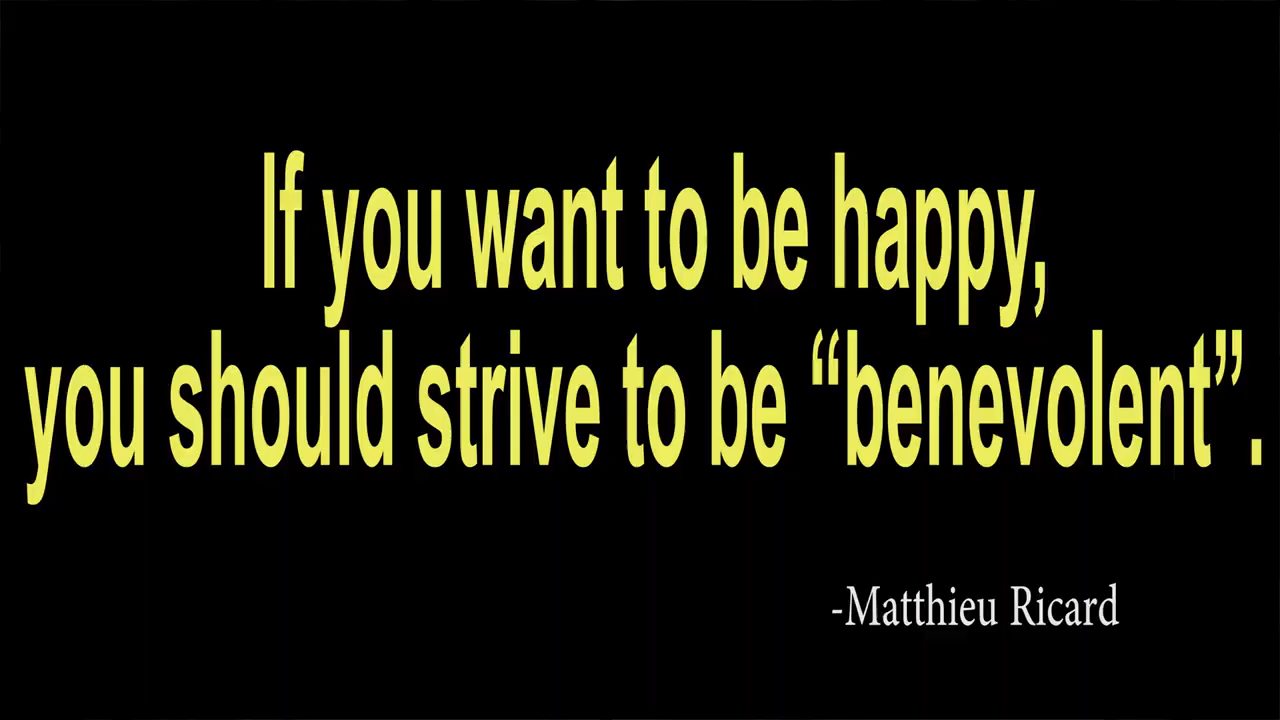 If you want to be happy,
you should strive to be “benevolent” .
-Matthieu Ricard